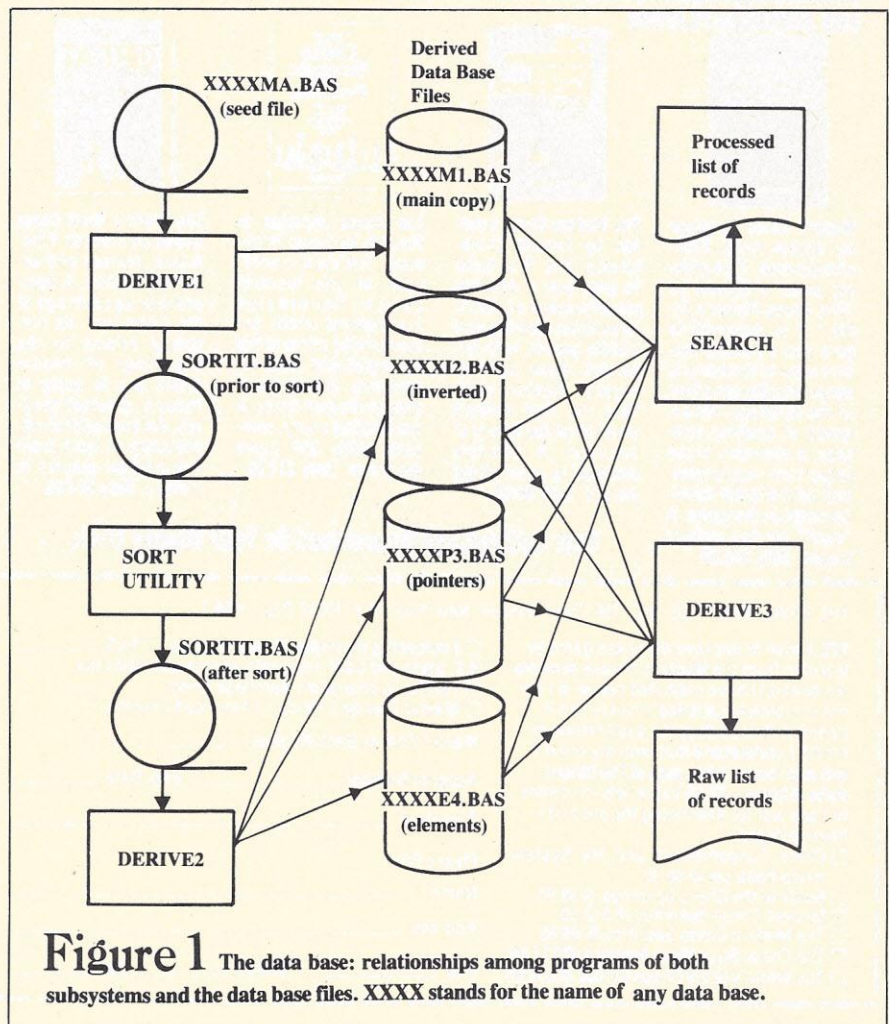 XXXXMA.BAS
(seed file)
DERIVE1
SORTIT.BAS
(prior to sort)
SORT
UTILITY
SORTIT.BAS
(after sort)
DERIVE2
Derived
Data Base
Files
XXXXM1.BAS
(main copy)
XXXXI2.BAS
(inverted)
XXXXP3.BAS
(pointers)
XXXXE4.BAS
(elements)
Processed
list of
records
SEARCH
DERIVE3
Raw list
of records
Figure 1 The data base: relationships among programs of both
subsystems and the data base files. XXXX stands for the name of any data base.